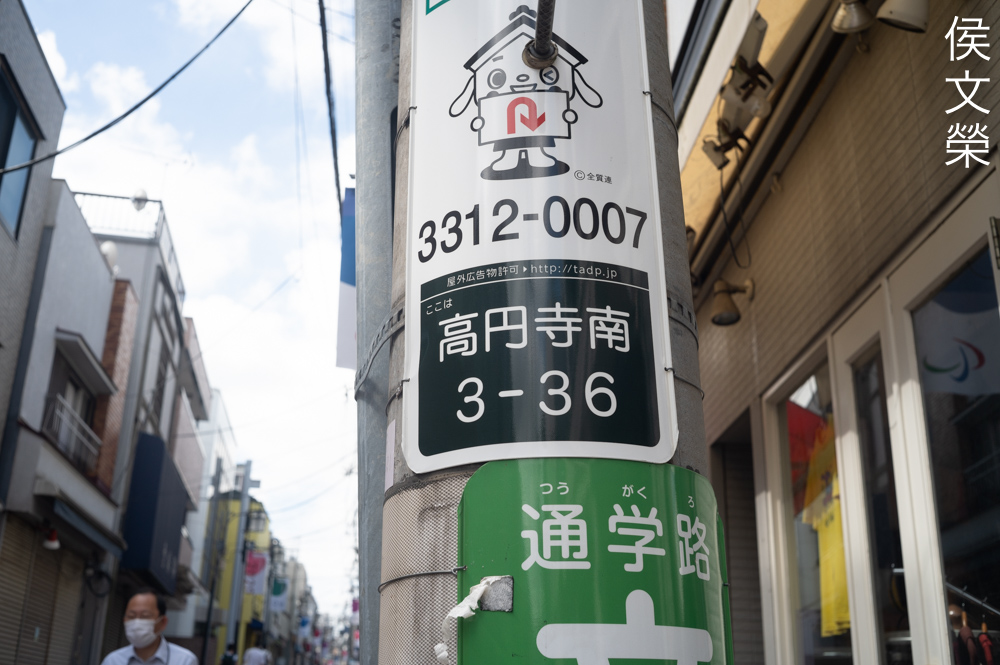 侯文榮
©全質連
3312-0007
屋外広告物許可▶http://tadp.jp
ここは
高円寺南
3-36
つうがくろ
通学路